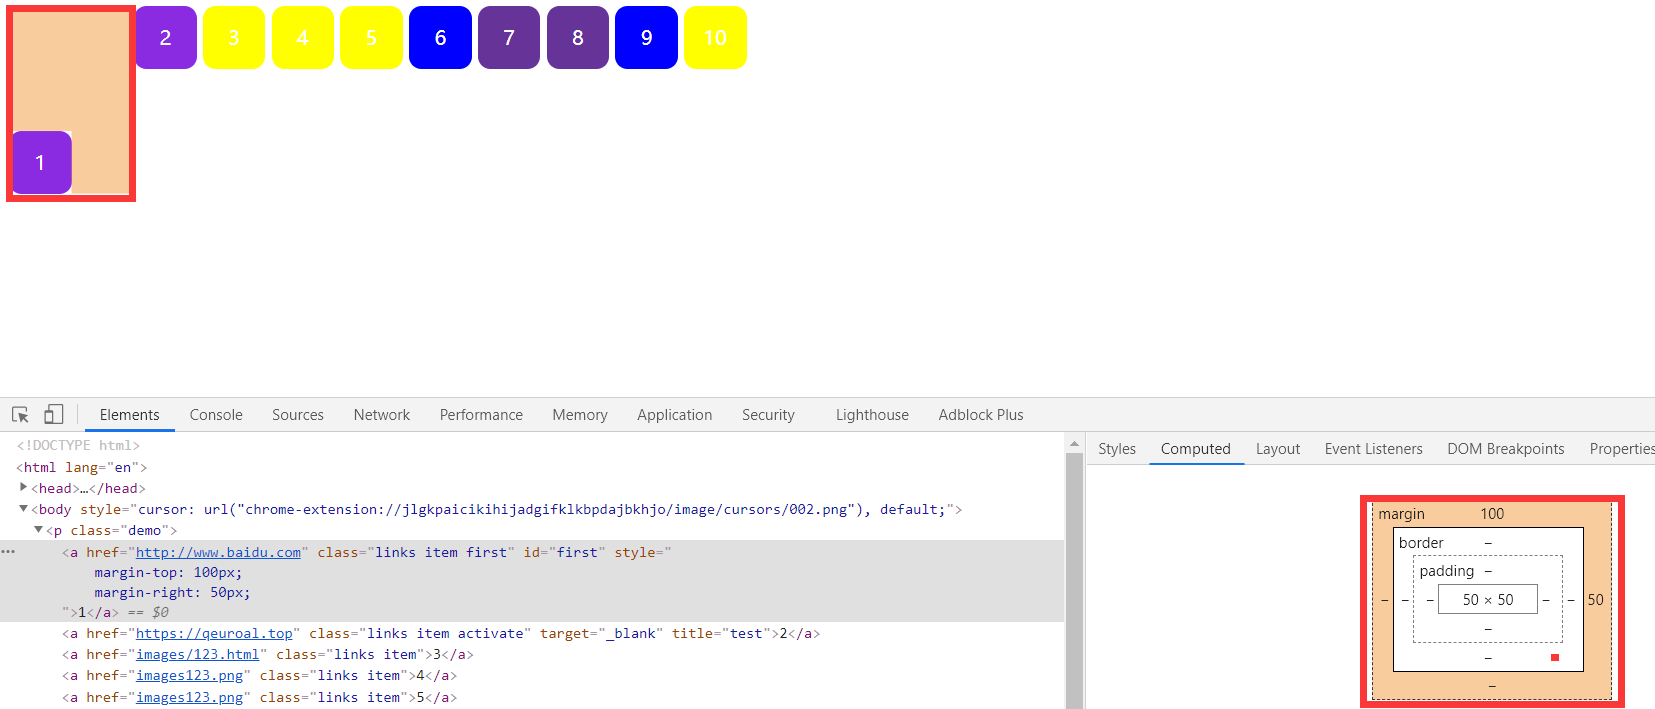 2 3 4 5 6 7 8 9 10
1
Elements Console Sources Network Performance Memory Application Security Lighthouse Adblock Plus
<!DOCTYPE html>
<html lang="en">
<head>…</head>
<body style="cursor: url("chrome-extension://jlgkpaicikihijadgifklkbpdajbkhjo/image/cursors/002.png"), default;">
<p class="demo">
<a href="http://www.baidu.com" class="links item first" id="first" style="
margin-top: 100px;
margin-right: 50px;
">1</a> == $0
<a href="https://qeuroal.top" class="links item activate" target="_blank" title="test">2</a>
<a href="images/123.html" class="links item">3</a>
<a href="images123.png" class="links item">4</a>
<a href="images123.png" class="links item">5</a>
Styles Computed Layout Event Listeners DOM Breakpoints Properties
margin 100
border –
padding –
– – – 50 × 50 – – 50
–
–
–